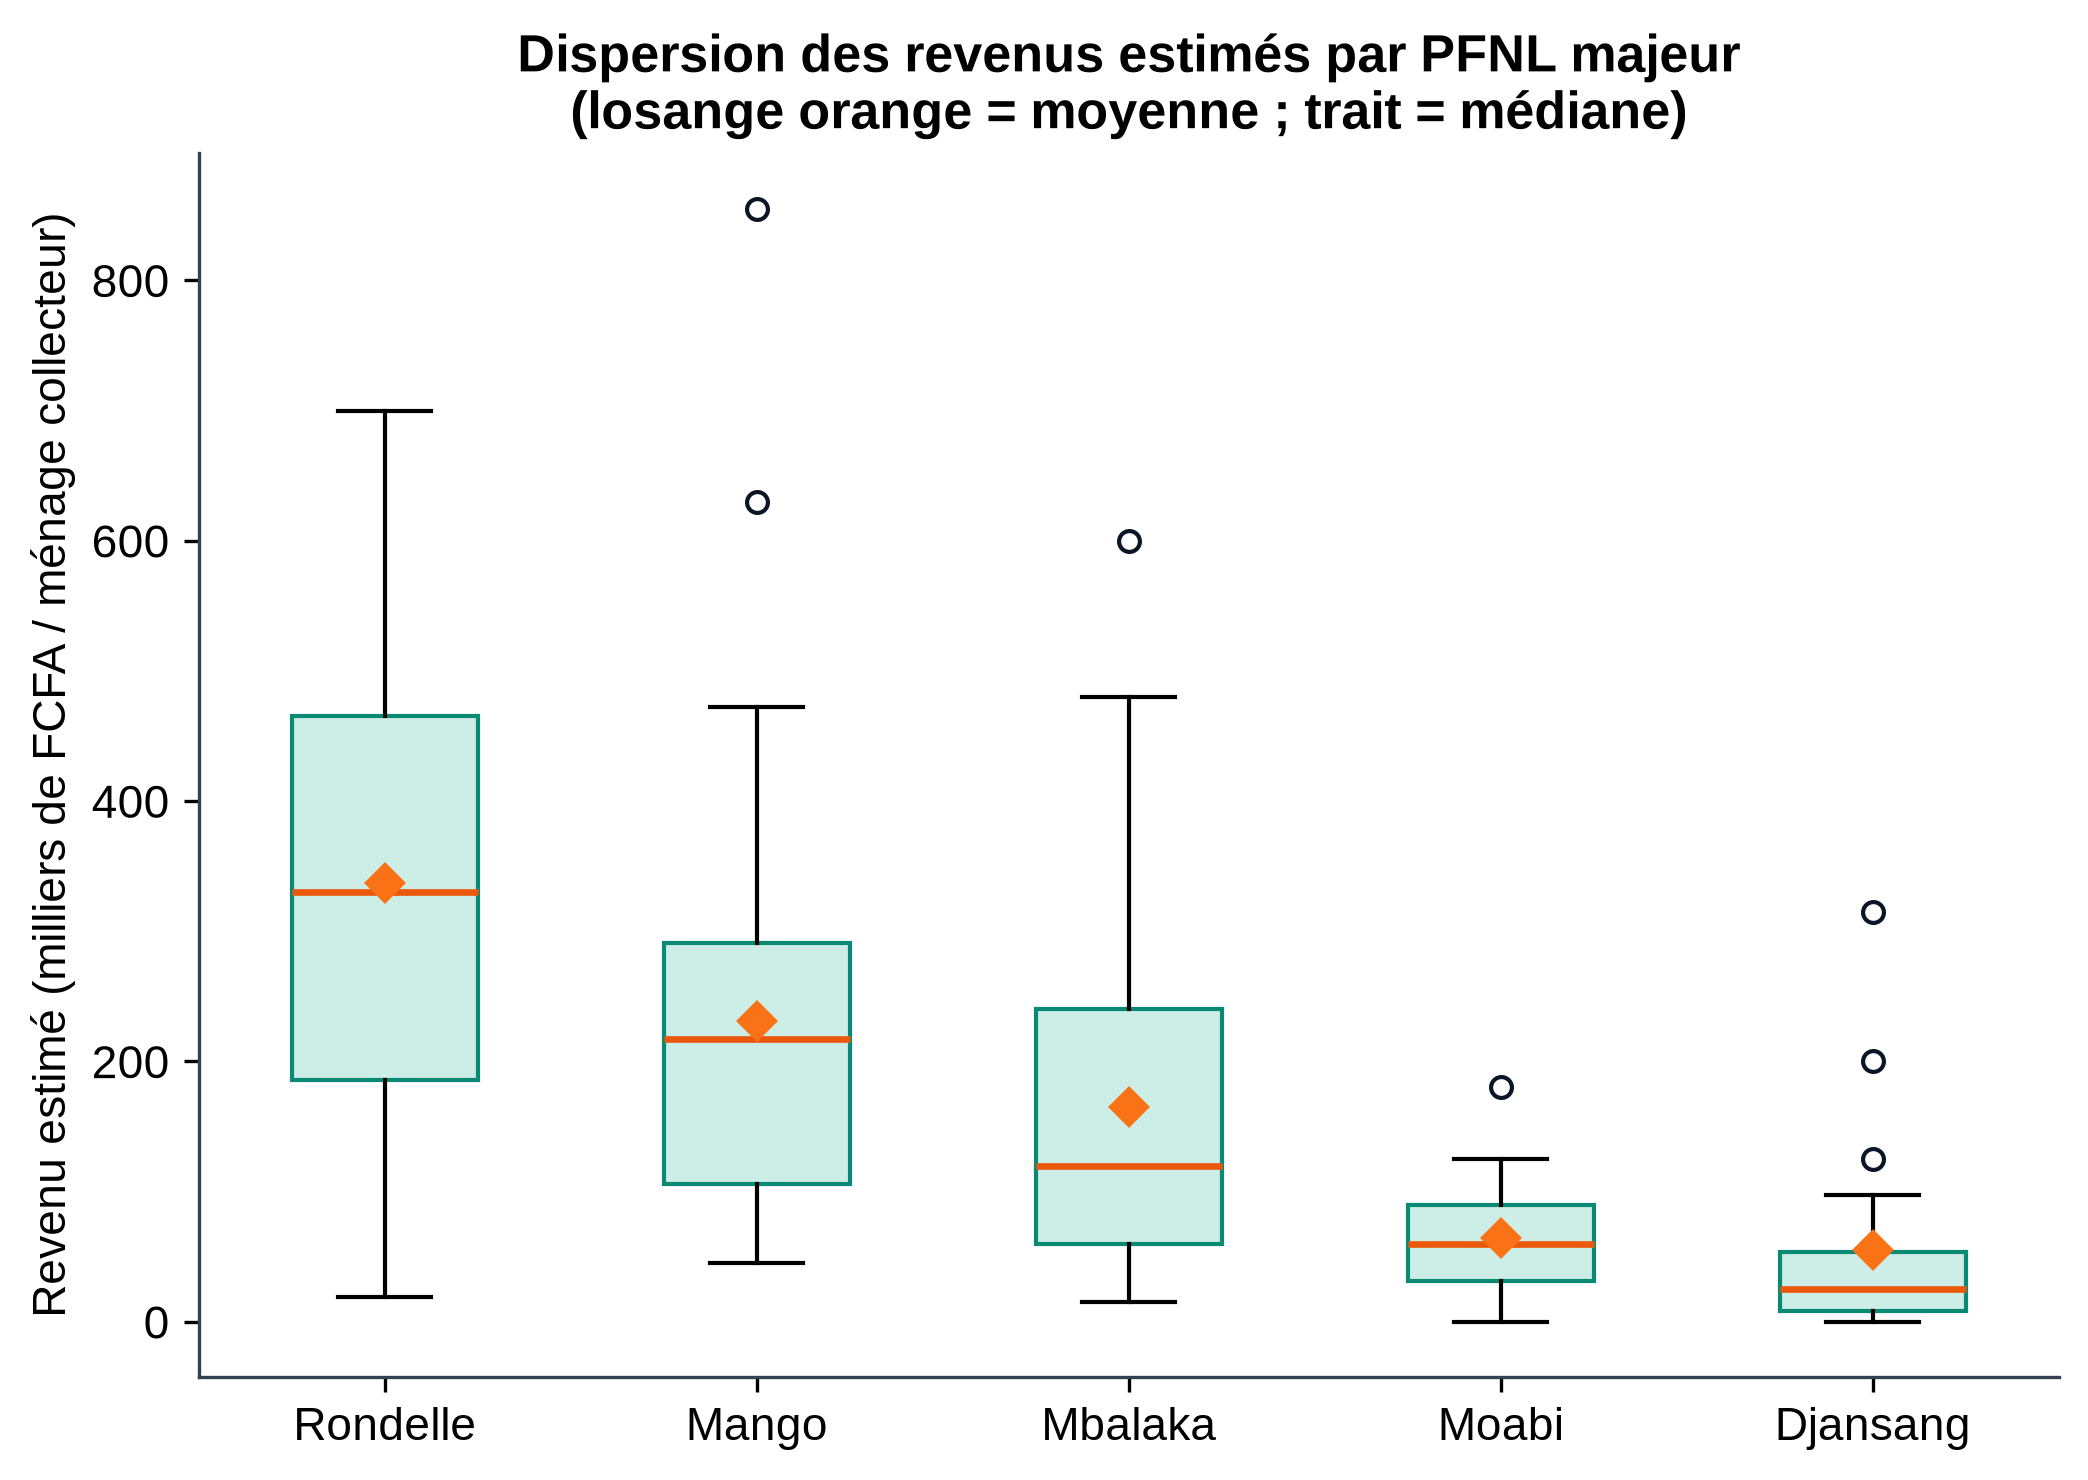 Dispersion des revenus estimés par PFNL majeur
(losange orange = moyenne ; trait = médiane)
Revenu estimé (milliers de FCFA / ménage collecteur)
800
600
400
200
0
Rondelle
Mango
Mbalaka
Moabi
Djansang